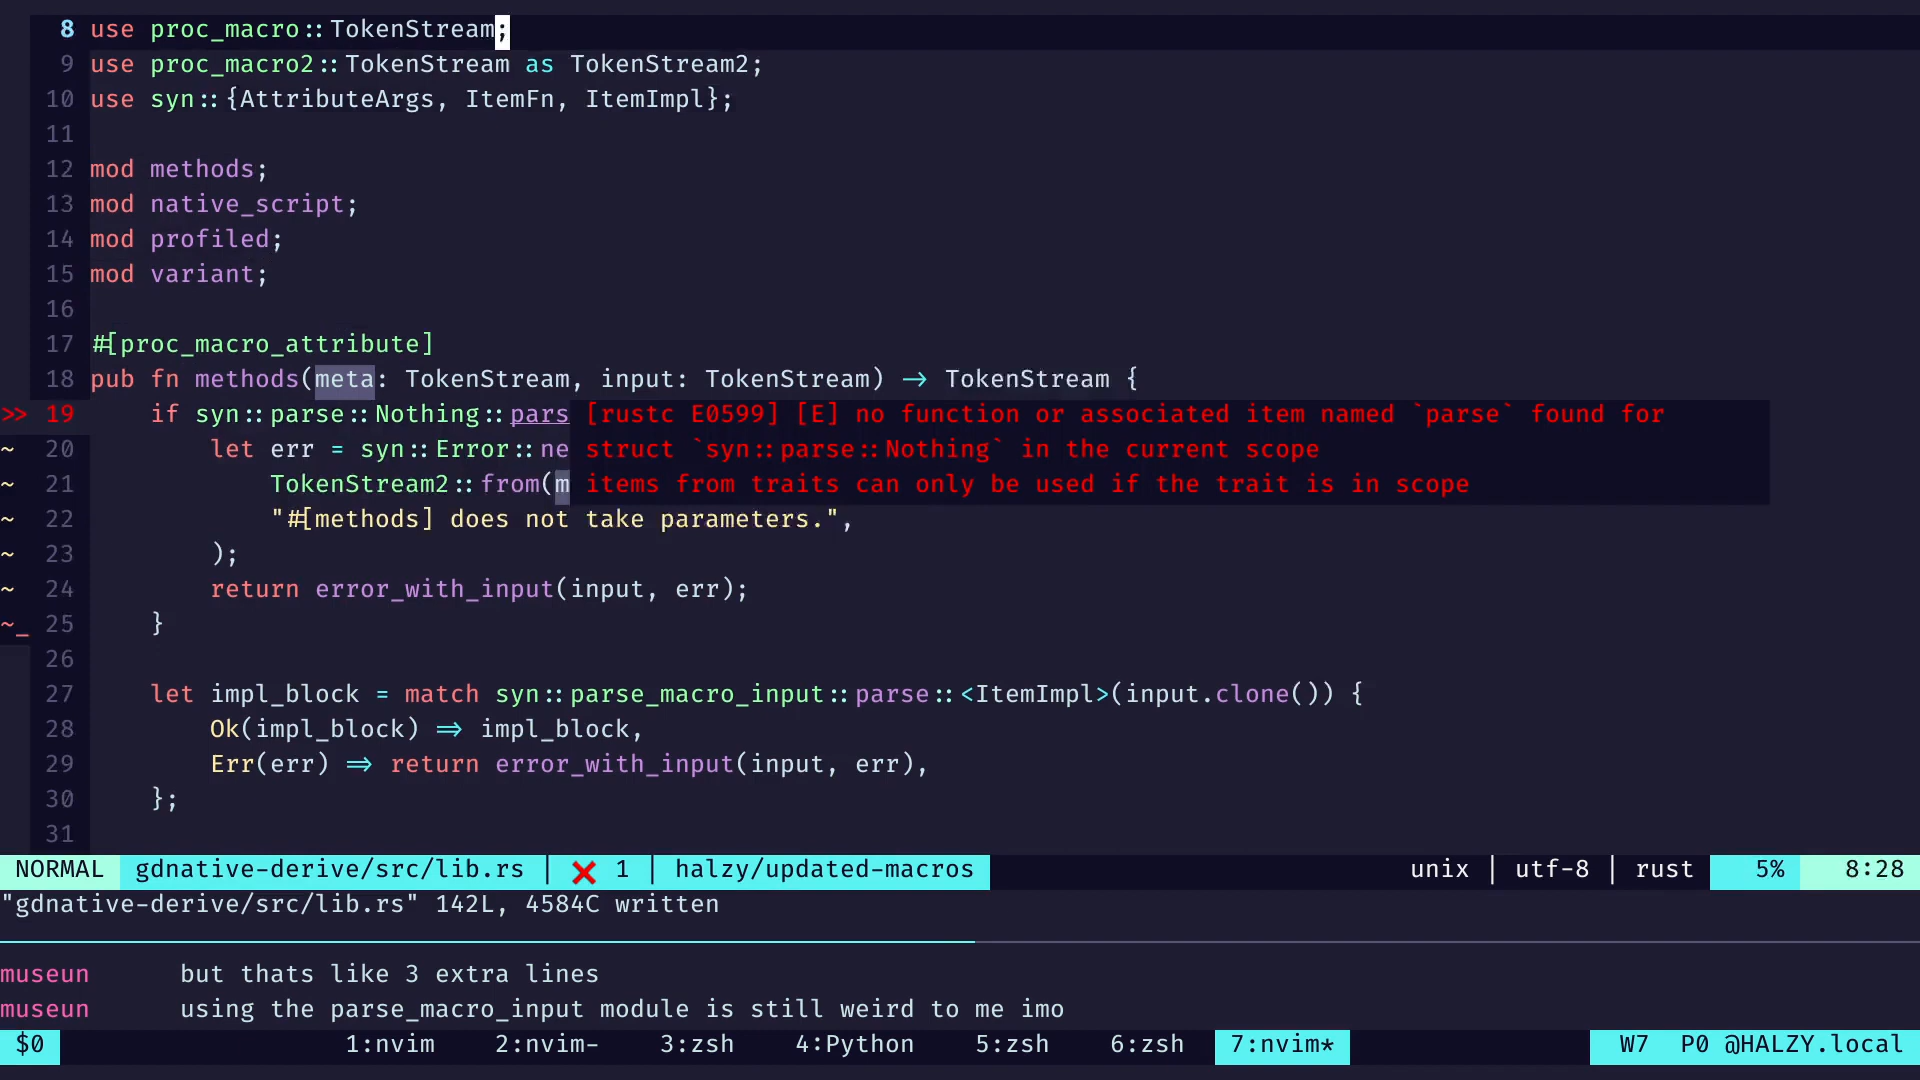 8 use proc_macro::TokenStream;
9 use proc_macro2::TokenStream as TokenStream2;
10 use syn::{AttributeArgs, ItemFn, ItemImpl};
11
12 mod methods;
13 mod native_script;
14 mod profiled;
15 mod variant;
16
17 #[proc_macro_attribute]
18 pub fn methods(meta: TokenStream, input: TokenStream) -> TokenStream {
>> 19 if syn::parse::Nothing::pars [rustc E0599] [E] no function or associated item named `parse` found for
~ 20 let err = syn::Error::ne struct `syn::parse::Nothing` in the current scope
~ 21 TokenStream2::from(m items from traits can only be used if the trait is in scope
~ 22 "#[methods] does not take parameters.",
~ 23 );
~ 24 return error_with_input(input, err);
~_ 25 }
26
27 let impl_block = match syn::parse_macro_input::parse::<ItemImpl>(input.clone()) {
28 Ok(impl_block) => impl_block,
29 Err(err) => return error_with_input(input, err),
30 };
31
NORMAL gdnative-derive/src/lib.rs | ❌ 1 | halzy/updated-macros unix | utf-8 | rust 5% 8:28
"gdnative-derive/src/lib.rs" 142L, 4584C written
museun but thats like 3 extra lines
museun using the parse_macro_input module is still weird to me imo
$0 1:nvim 2:nvim- 3:zsh 4:Python 5:zsh 6:zsh 7:nvim* W7 P0 @HALZY.local